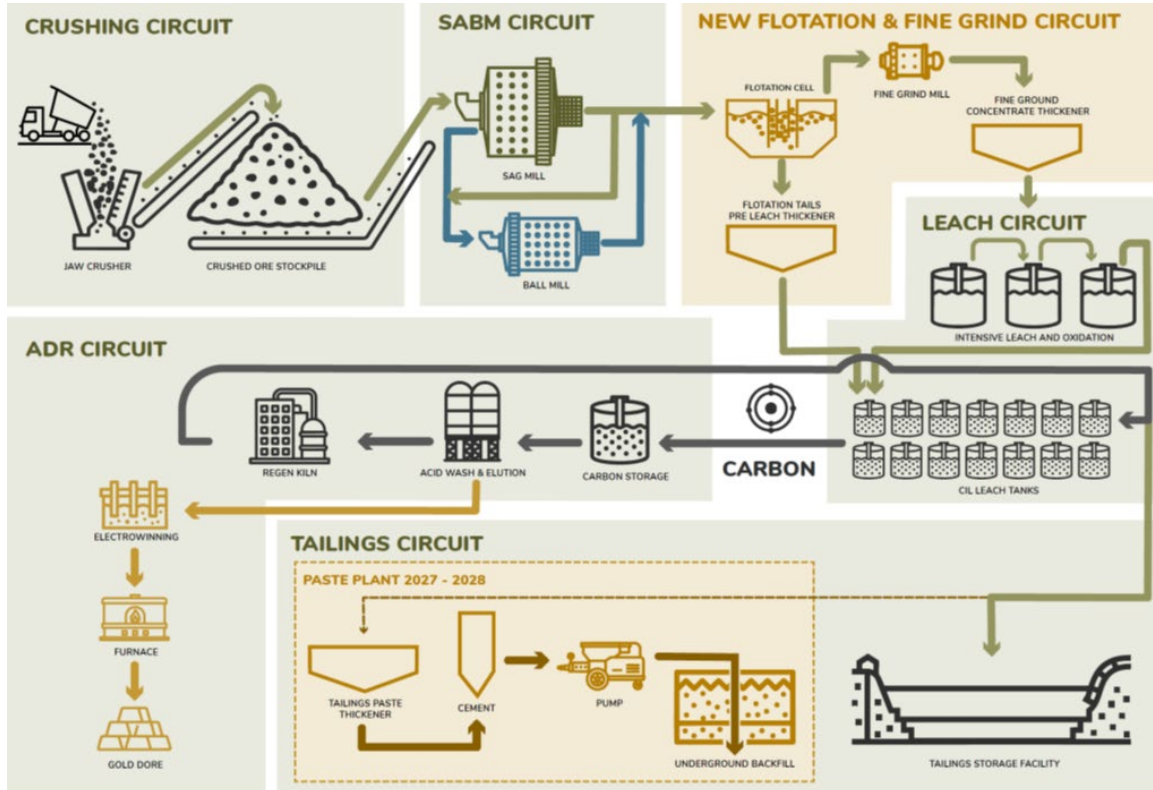 CRUSHING CIRCUIT
JAW CRUSHER
CRUSHED ORE STOCKPILE
SABM CIRCUIT
SAG MILL
BALL MILL
NEW FLOTATION & FINE GRIND CIRCUIT
FLOTATION CELL
FINE GRIND MILL
FINE GROUND
CONCENTRATE THICKENER
FLOTATION TAILS
PRE LEACH THICKENER
LEACH CIRCUIT
INTENSIVE LEACH AND OXIDATION
CIL LEACH TANKS
ADR CIRCUIT
REGEN KILN
ACID WASH & ELUTION
CARBON STORAGE
CARBON
ELECTROWINNING
FURNACE
GOLD DORE
TAILINGS CIRCUIT
PASTE PLANT 2027 - 2028
TAILINGS PASTE
THICKENER
CEMENT
PUMP
UNDERGROUND BACKFILL
TAILINGS STORAGE FACILITY